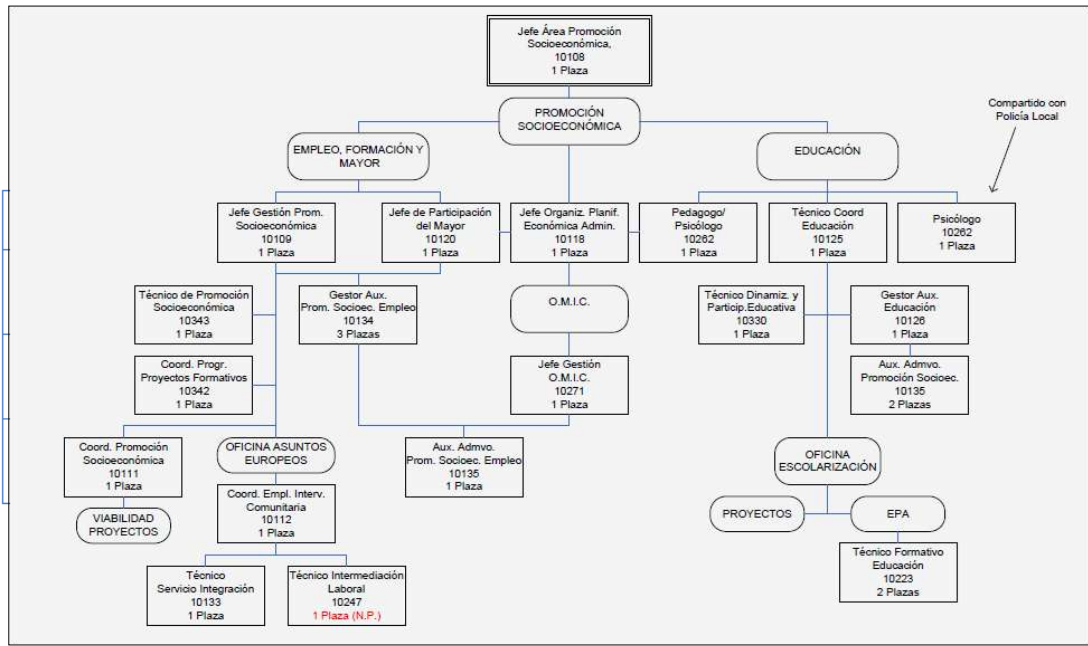 Jefe Área Promoción
Socioeconómica,
10108
1 Plaza
PROMOCIÓN
SOCIOECONÓMICA
Compartido con
Policía Local
EMPLEO, FORMACIÓN Y
MAYOR
EDUCACIÓN
Jefe Gestión Prom.
Socioeconómica
10109
1 Plaza
Jefe de Participación
del Mayor
10120
1 Plaza
Jefe Organiz. Planif.
Económica Admin.
10118
1 Plaza
Pedagogo/
Psicólogo
10262
1 Plaza
Técnico Coord
Educación
10125
1 Plaza
Psicólogo
10262
1 Plaza
Técnico de Promoción
Socioeconómica
10343
1 Plaza
Gestor Aux.
Prom. Socioec. Empleo
10134
3 Plazas
O.M.I.C.
Técnico Dinamiz. y
Particip.Educativa
10330
1 Plaza
Gestor Aux.
Educación
10126
1 Plaza
Coord. Progr.
Proyectos Formativos
10342
1 Plaza
Jefe Gestión
O.M.I.C.
10271
1 Plaza
Aux. Admvo.
Promoción Socioec.
10135
2 Plazas
Coord. Promoción
Socioeconómica
10111
1 Plaza
OFICINA ASUNTOS
EUROPEOS
Aux. Admvo.
Prom. Socioec. Empleo
10135
1 Plaza
OFICINA
ESCOLARIZACIÓN
VIABILIDAD
PROYECTOS
Coord. Empl. Interv.
Comunitaria
10112
1 Plaza
PROYECTOS
EPA
Técnico
Servicio Integración
10133
1 Plaza
Técnico Intermediación
Laboral
10247
1 Plaza (N.P.)
Técnico Formativo
Educación
10223
2 Plazas